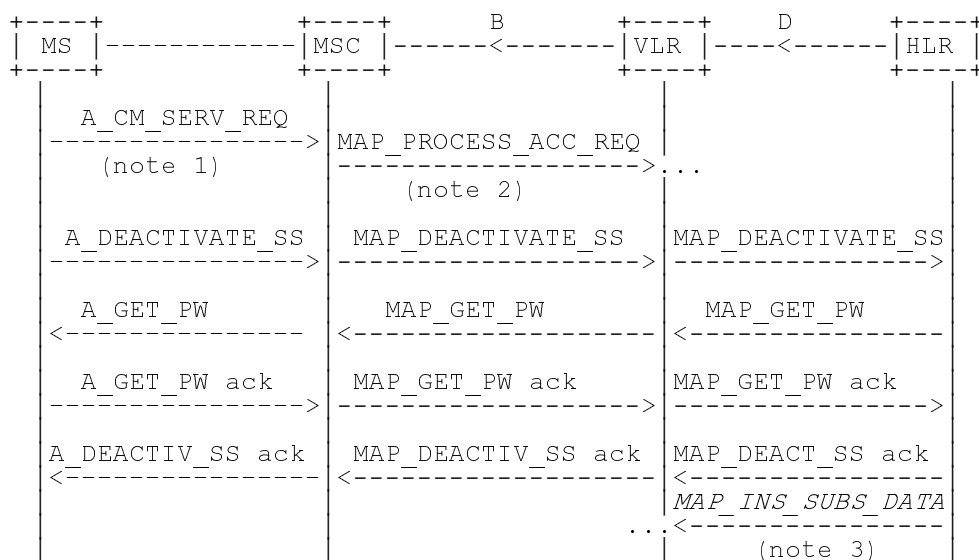 B D
MS MSC VLR HLR
A_CM_SERV_REQ
MAP_PROCESS_ACC_REQ
(note 1) ...
(note 2)
A_DEACTIVATE_SS MAP_DEACTIVATE_SS MAP_DEACTIVATE_SS
A_GET_PW MAP_GET_PW MAP_GET_PW
A_GET_PW ack MAP_GET_PW ack MAP_GET_PW ack
A_DEACTIV_SS ack MAP_DEACTIV_SS ack MAP_DEACT_SS ack
MAP_INS_SUBS_DATA
...
(note 3)